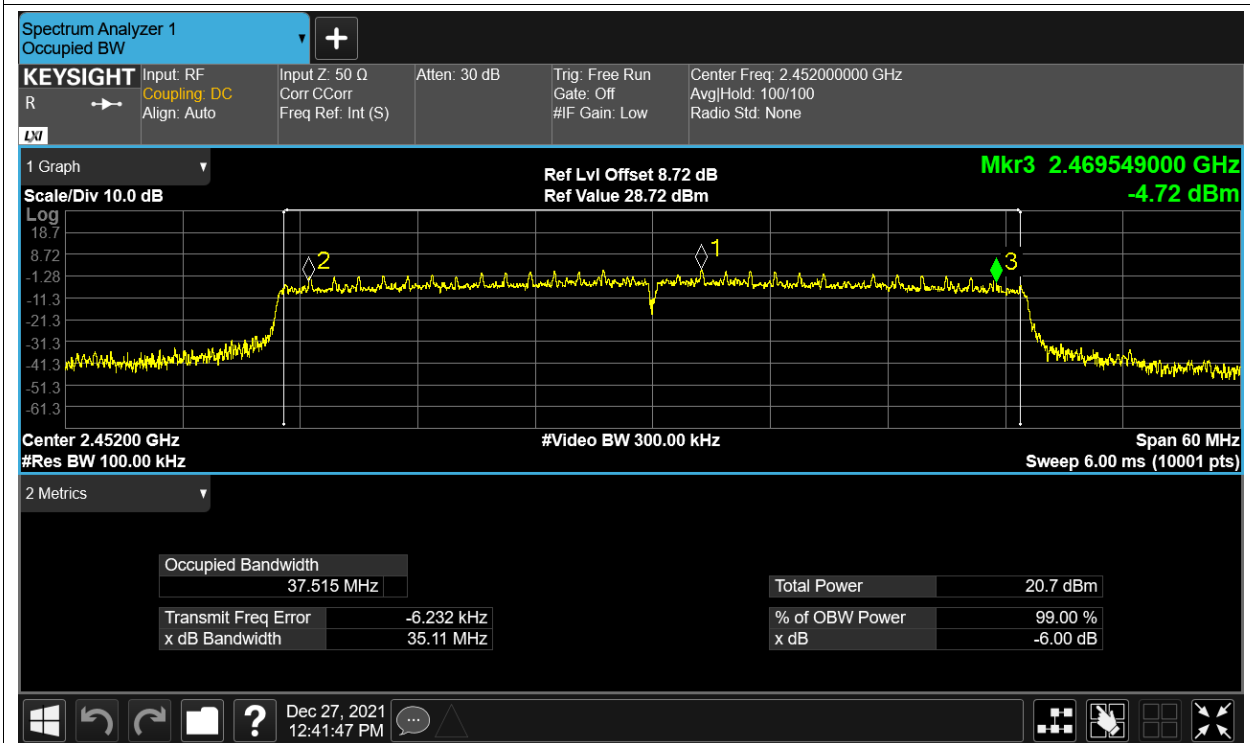 Spectrum Analyzer 1
Occupied BW
KEYSIGHT
R
LXI
Input: RF
Coupling: DC
Align: Auto
Input Z: 50 Ω
Corr CCorr
Freq Ref: Int (S)
Atten: 30 dB
Trig: Free Run
Gate: Off
#IF Gain: Low
Center Freq: 2.452000000 GHz
Avg|Hold: 100/100
Radio Std: None
1 Graph
Scale/Div 10.0 dB
Ref Lvl Offset 8.72 dB
Ref Value 28.72 dBm
Mkr3 2.469549000 GHz
-4.72 dBm
Log
18.7
8.72
-1.28
-11.3
-21.3
-31.3
-41.3
-51.3
-61.3
2
1
3
Center 2.45200 GHz
#Res BW 100.00 kHz
#Video BW 300.00 kHz
Span 60 MHz
Sweep 6.00 ms (10001 pts)
2 Metrics
Occupied Bandwidth
37.515 MHz
Transmit Freq Error -6.232 kHz
x dB Bandwidth 35.11 MHz
Total Power 20.7 dBm
% of OBW Power 99.00 %
x dB -6.00 dB
?
Dec 27, 2021
12:41:47 PM